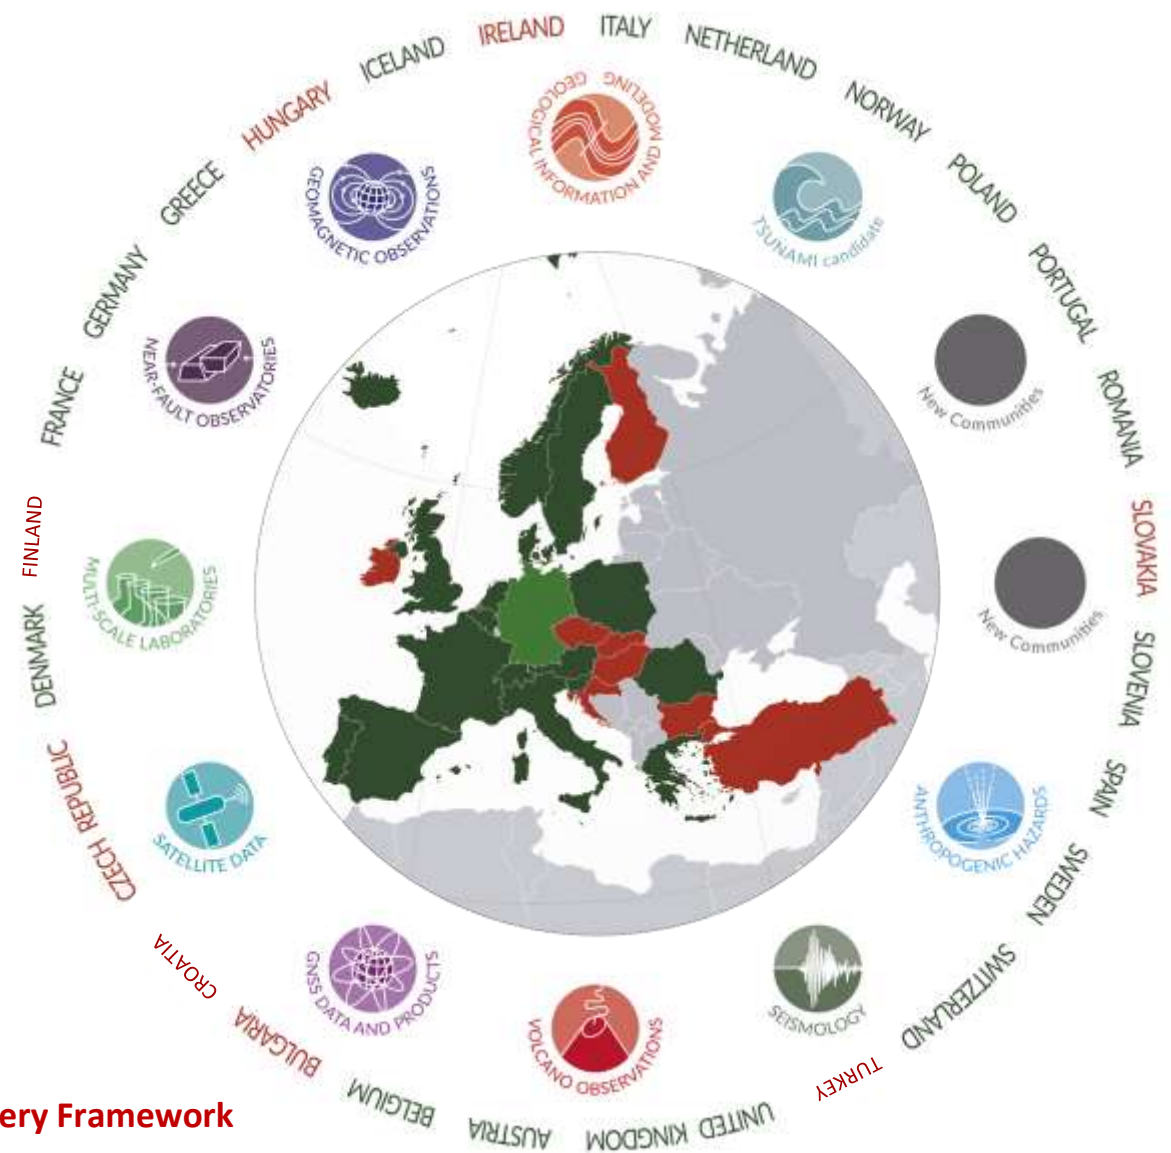 IRELAND
ITALY
NETHERLAND
NORWAY
POLAND
PORTUGAL
ROMANIA
SLOVAKIA
SLOVENIA
SPAIN
SWEDEN
SWITZERLAND
TURKEY
UNITED KINGDOM
AUSTRIA
BELGIUM
BULGARIA
CROATIA
CZECH REPUBLIC
DENMARK
FINLAND
FRANCE
GERMANY
GREECE
HUNGARY
ICELAND
GEOLOGICAL INFORMATION AND MODELING
TSUNAMI candidate
New Communities
New Communities
ANTHROPOGENIC HAZARDS
SEISMOLOGY
VOLCANO OBSERVATIONS
GNSS DATA AND PRODUCTS
SATELLITE DATA
MULTI-SCALE LABORATORIES
NEAR-FAULT OBSERVATORIES
GEOMAGNETIC OBSERVATIONS
ery Framework